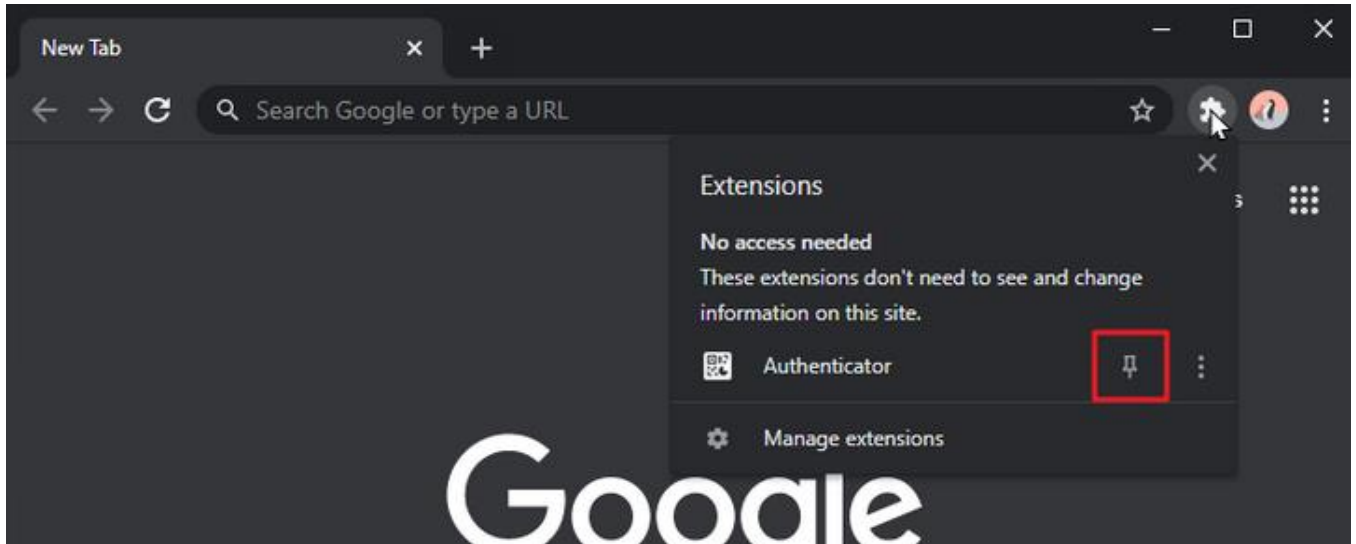 New Tab
Search Google or type a URL
Extensions
s
No access needed
These extensions don't need to see and change
information on this site.
Authenticator
Manage extensions
Google